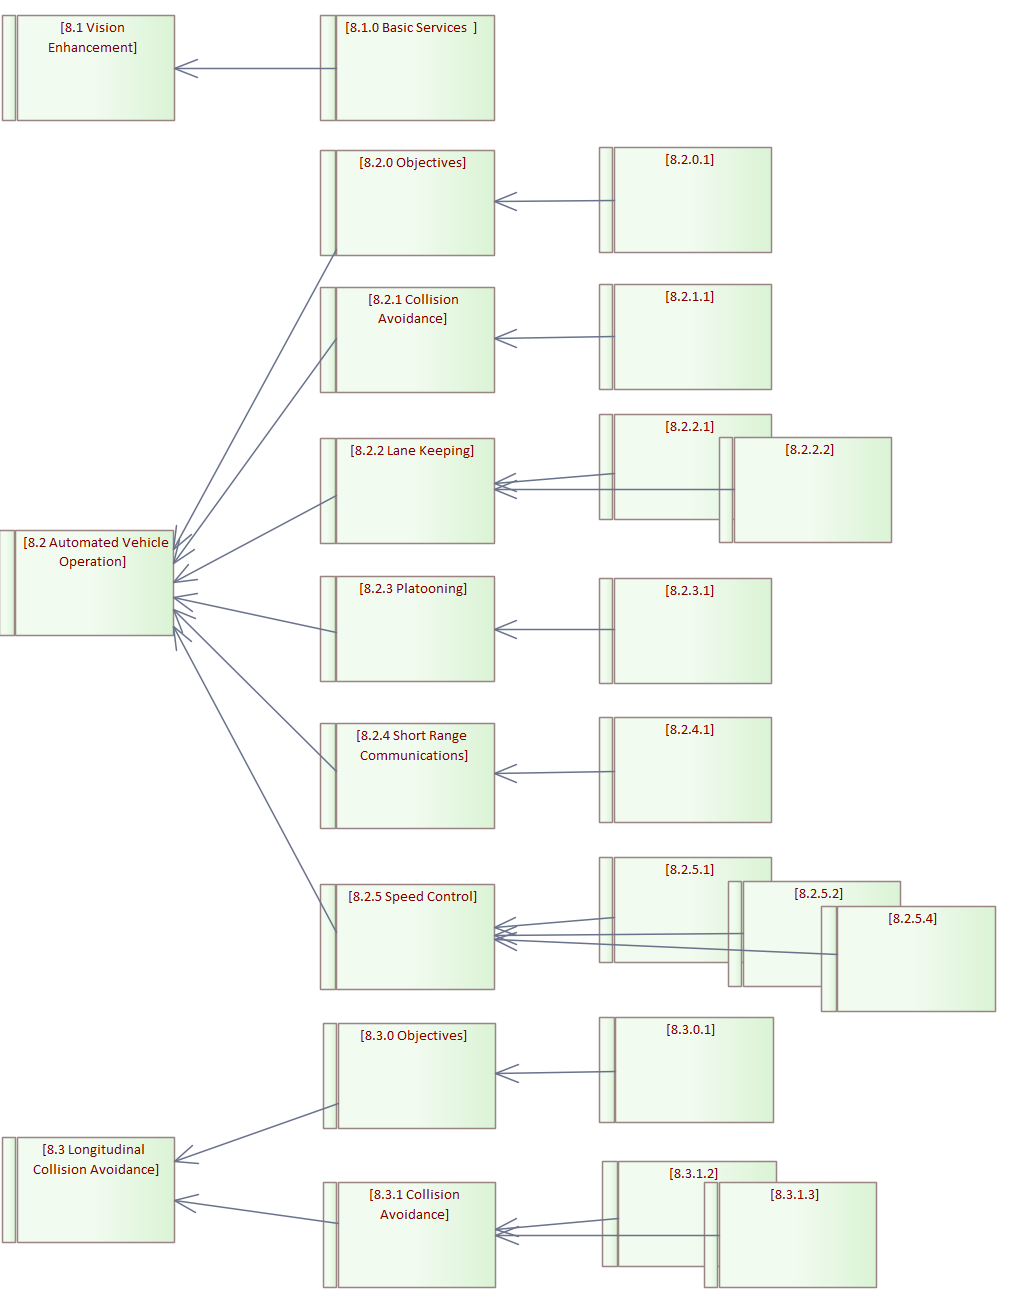 [8.1 Vision
Enhancement]
[8.1.0 Basic Services  ]
[8.2.0 Objectives]
[8.2.0.1]
[8.2.1 Collision
Avoidance]
[8.2.1.1]
[8.2.2 Lane Keeping]
[8.2.2.1]
[8.2.2.2]
[8.2 Automated Vehicle
Operation]
[8.2.3 Platooning]
[8.2.3.1]
[8.2.4 Short Range
Communications]
[8.2.4.1]
[8.2.5 Speed Control]
[8.2.5.1]
[8.2.5.2]
[8.2.5.4]
[8.3.0 Objectives]
[8.3.0.1]
[8.3 Longitudinal
Collision Avoidance]
[8.3.1 Collision
Avoidance]
[8.3.1.2]
[8.3.1.3]